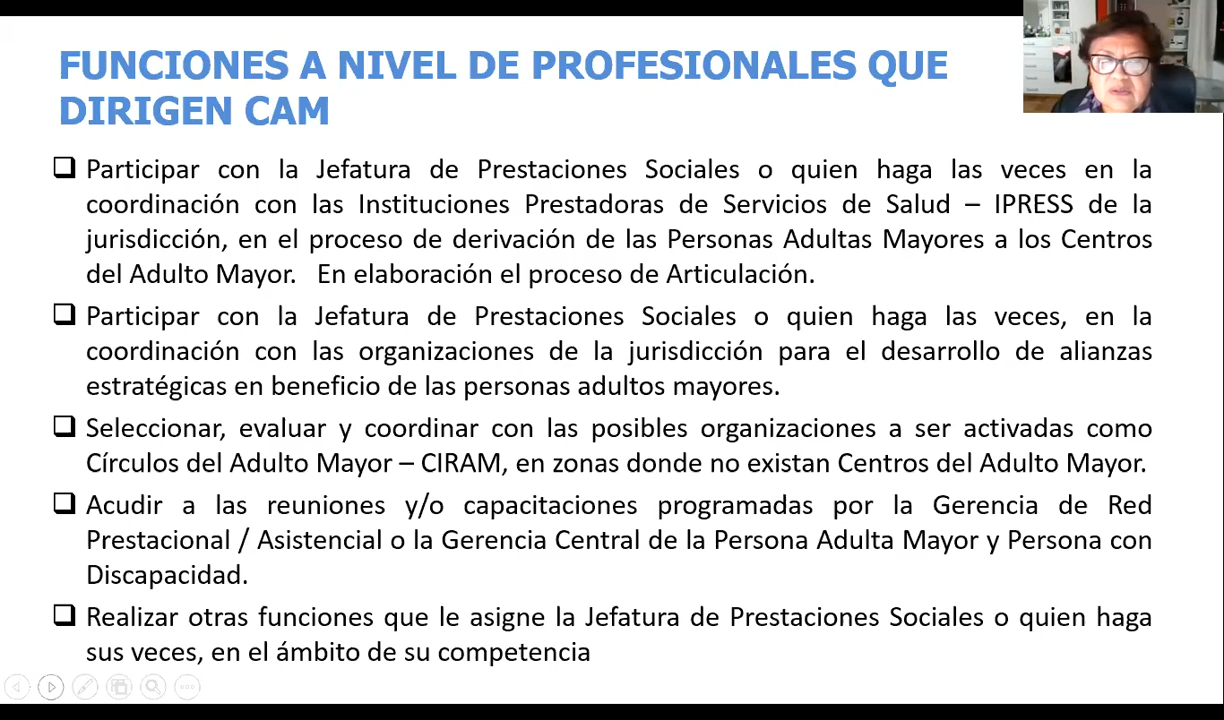 FUNCIONES A NIVEL DE PROFESIONALES QUE
DIRIGEN CAM
Participar con la Jefatura de Prestaciones Sociales o quien haga las veces en la
coordinación con las Instituciones Prestadoras de Servicios de Salud – IPRESS de la
jurisdicción, en el proceso de derivación de las Personas Adultas Mayores a los Centros
del Adulto Mayor. En elaboración el proceso de Articulación.
Participar con la Jefatura de Prestaciones Sociales o quien haga las veces, en la
coordinación con las organizaciones de la jurisdicción para el desarrollo de alianzas
estratégicas en beneficio de las personas adultos mayores.
Seleccionar, evaluar y coordinar con las posibles organizaciones a ser activadas como
Círculos del Adulto Mayor – CIRAM, en zonas donde no existan Centros del Adulto Mayor.
Acudir a las reuniones y/o capacitaciones programadas por la Gerencia de Red
Prestacional / Asistencial o la Gerencia Central de la Persona Adulta Mayor y Persona con
Discapacidad.
Realizar otras funciones que le asigne la Jefatura de Prestaciones Sociales o quien haga
sus veces, en el ámbito de su competencia